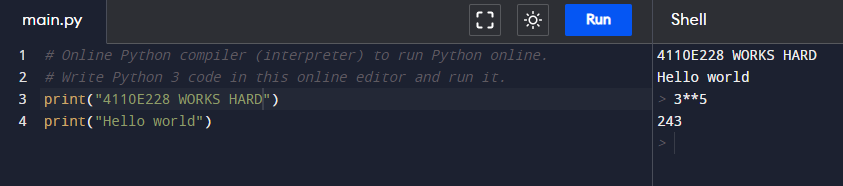 main.py
Run
Shell
1 # Online Python compiler (interpreter) to run Python online.
2 # Write Python 3 code in this online editor and run it.
3 print("4110E228 WORKS HARD")
4 print("Hello world")
4110E228 WORKS HARD
Hello world
> 3**5
243
>